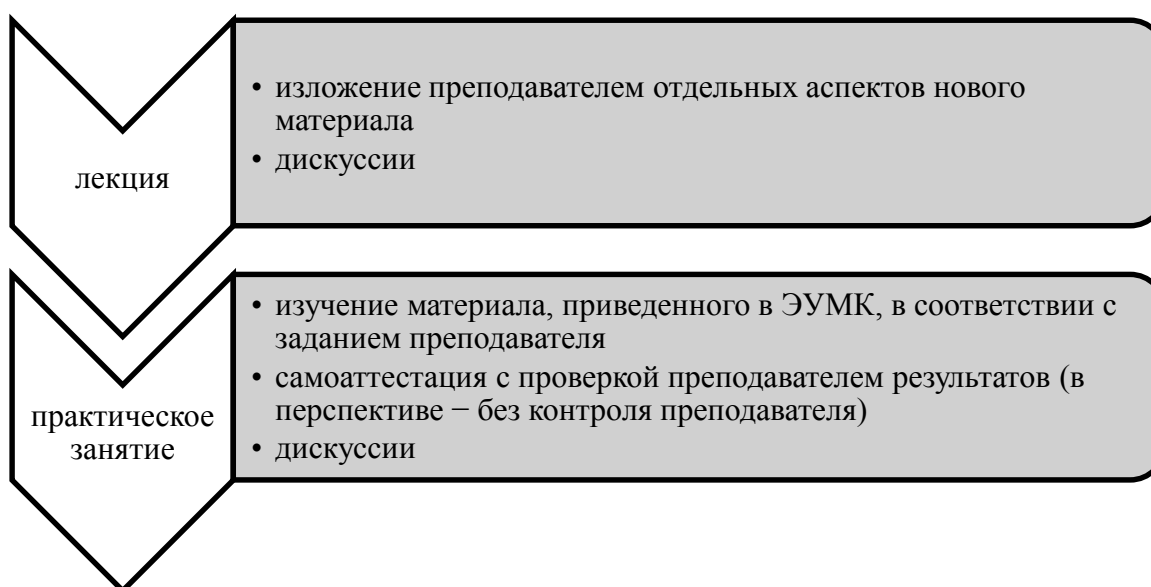 лекция
• изложение преподавателем отдельных аспектов нового
материала
• дискуссии
практическое
занятие
• изучение материала, приведенного в ЭУМК, в соответствии с
заданием преподавателя
• самоаттестация с проверкой преподавателем результатов (в
перспективе − без контроля преподавателя)
• дискуссии